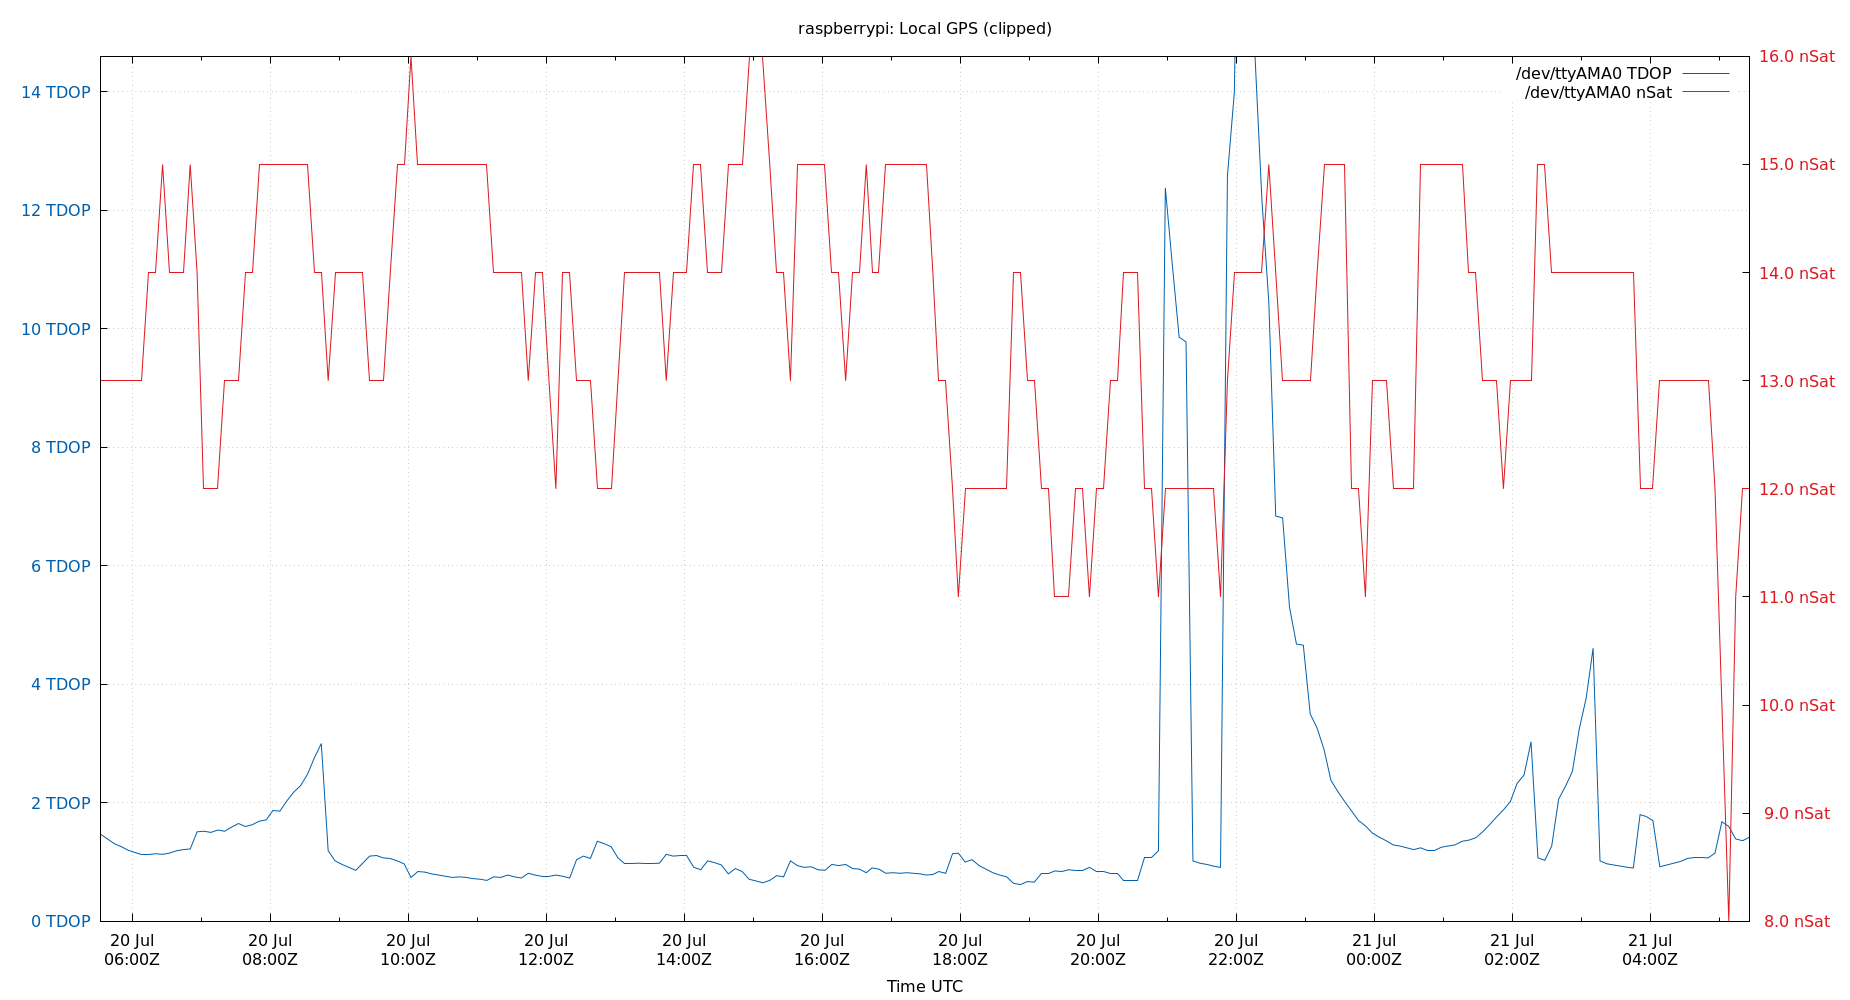 raspberrypi: Local GPS (clipped)
/dev/ttyAMA0 TDOP
/dev/ttyAMA0 nSat
14 TDOP
12 TDOP
10 TDOP
8 TDOP
6 TDOP
4 TDOP
2 TDOP
0 TDOP
16.0 nSat
15.0 nSat
14.0 nSat
13.0 nSat
12.0 nSat
11.0 nSat
10.0 nSat
9.0 nSat
8.0 nSat
20 Jul
06:00Z
20 Jul
08:00Z
20 Jul
10:00Z
20 Jul
12:00Z
20 Jul
14:00Z
20 Jul
16:00Z
20 Jul
18:00Z
20 Jul
20:00Z
20 Jul
22:00Z
21 Jul
00:00Z
21 Jul
02:00Z
21 Jul
04:00Z
Time UTC